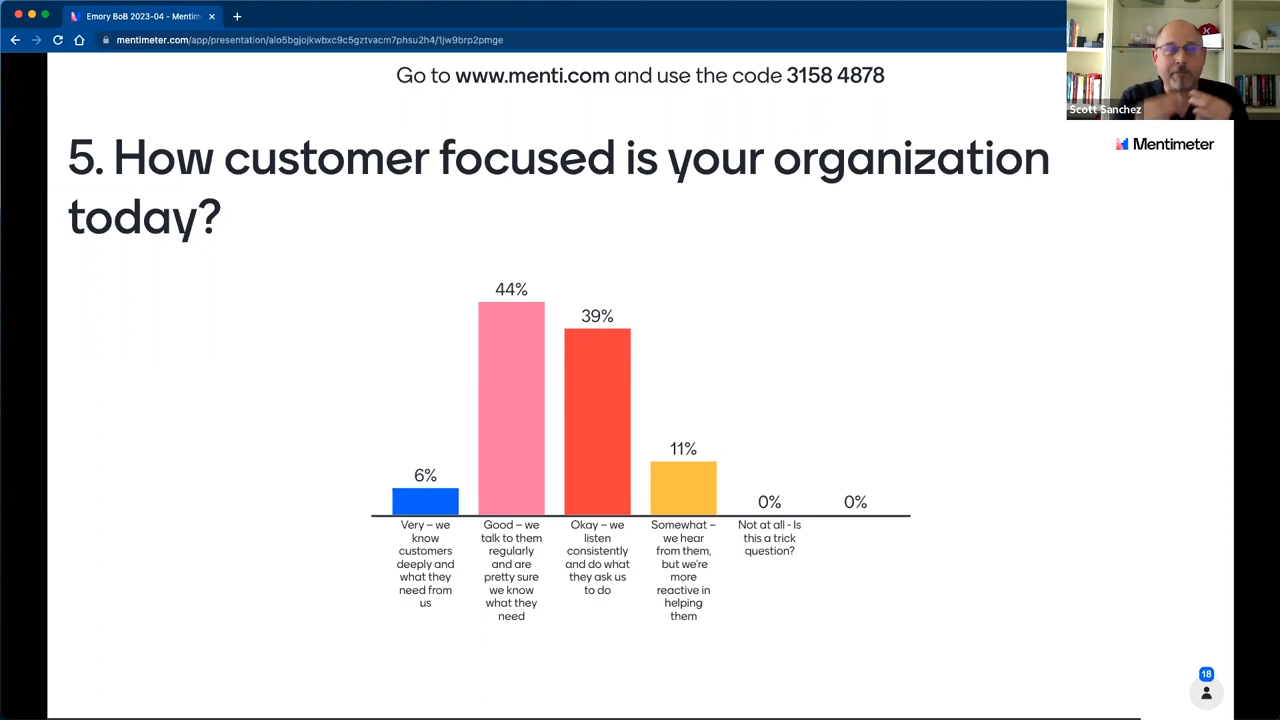 Emory BoB 2023-04 - Mentim
mentimeter.com/app/presentation/alo5bgjojkwbxc9c5gztvacm7phsu2h4/1jw9brp2pmge
Go to www.menti.com and use the code 3158 4878
Scott Sanchez
Mentimeter
5. How customer focused is your organization
today?
44%
39%
11%
6%
0%
0%
Very – we
know
customers
deeply and
what they
need from
us
Good – we
talk to them
regularly
and are
pretty sure
we know
what they
need
Okay – we
listen
consistently
and do what
they ask us
to do
Somewhat –
we hear
from them,
but we're
more
reactive in
helping
them
Not at all - Is
this a trick
question?
18